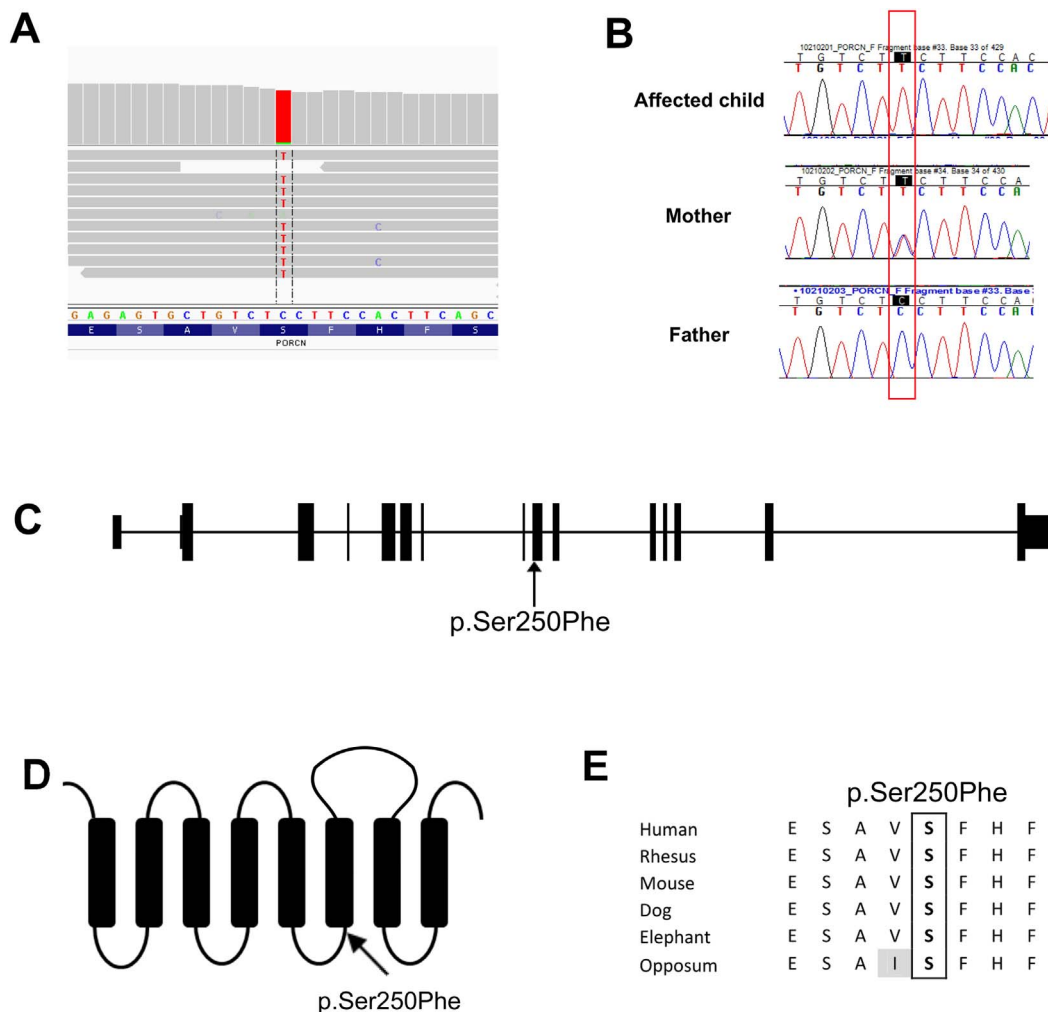 A
T
T
T
T
C
T
C
T
T
T
C
T
G A G A G T G C T G T C T C C T T C C A C T T C A G C
E S A V S F H F S
PORCN
B
10210201_PORCN_F Fragment base #33. Base 33 of 429
T G T C T T C T T C C A C
T G T C T T C T T C C A C
Affected child
10210202_PORCN_F Fragment base #34. Base 34 of 430
T G T C T T C T T C C A
T G T C T T C T T C C A
Mother
10210203_PORCN_F Fragment base #33. Base
T G T C T C C T T C C A C
T G T C T C C T T C C A C
Father
C
p.Ser250Phe
D
p.Ser250Phe
E
p.Ser250Phe
Human E S A V S F H F
Rhesus E S A V S F H F
Mouse E S A V S F H F
Dog E S A V S F H F
Elephant E S A V S F H F
Opposum E S A I S F H F